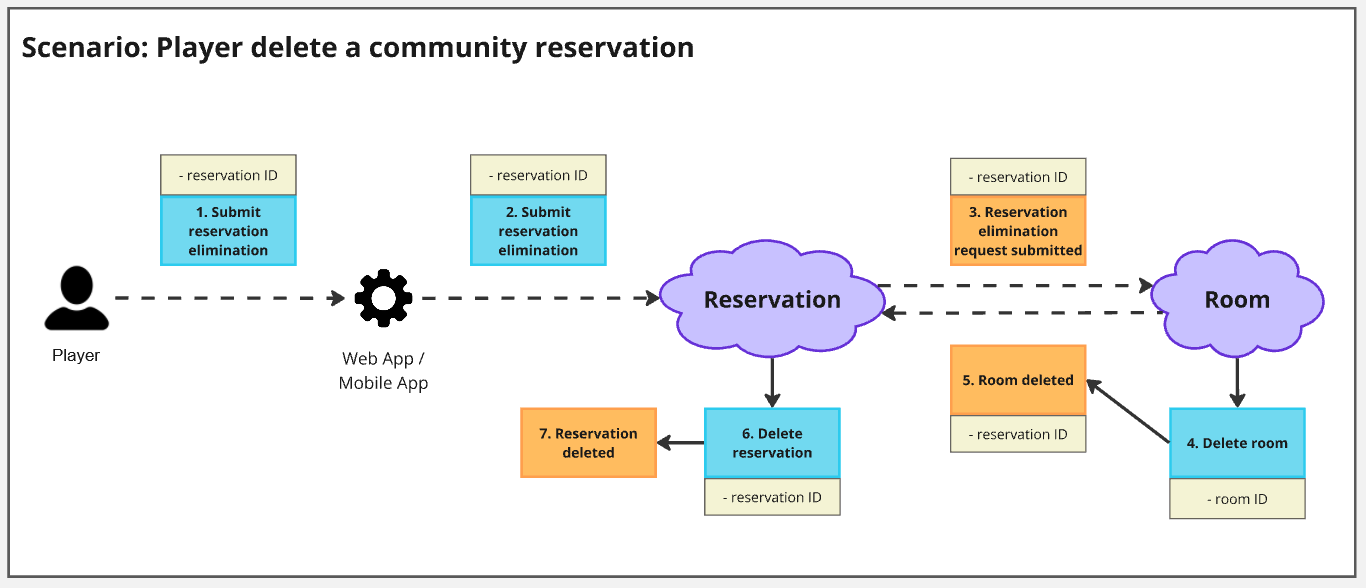 Scenario: Player delete a community reservation
- reservation ID
1. Submit
reservation
elimination
- reservation ID
2. Submit
reservation
elimination
- reservation ID
3. Reservation
elimination
request submitted
Player
Web App /
Mobile App
Reservation
Room
5. Room deleted
- reservation ID
4. Delete room
- room ID
6. Delete
reservation
- reservation ID
7. Reservation
deleted